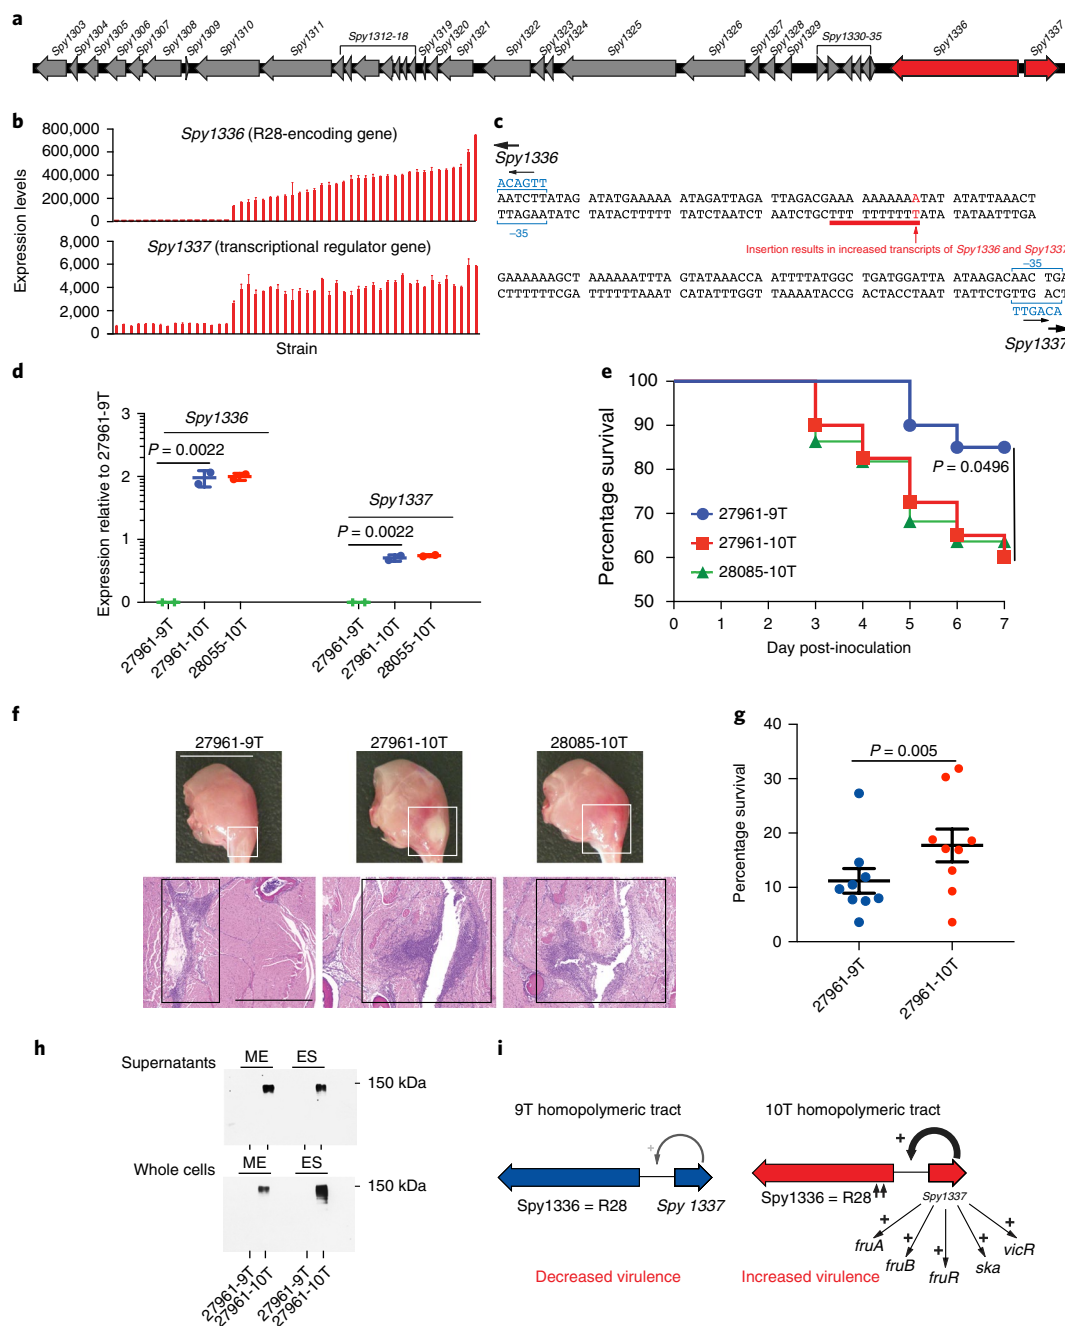 a
Spy1303
Spy1304
Spy1305
Spy1306
Spy1307
Spy1308
Spy1309
Spy1310
Spy1311
Spy1312-18
Spy1319
Spy1320
Spy1321
Spy1322
Spy1323
Spy1324
Spy1325
Spy1326
Spy1327
Spy1328
Spy1329
Spy1330-35
Spy1336
Spy1337
b
Expression levels
800,000
600,000
400,000
200,000
0
Spy1336 (R28-encoding gene)
8,000
6,000
4,000
2,000
0
Spy1337 (transcriptional regulator gene)
Strain
c
Spy1336
ACAGTT
AATCTTATAG ATATGAAAAA ATAGATTAGA TTAGACGAAA AAAAAAATAT ATATTAAACT
TTAGAATATC TATACTTTTT TATCTAATCT AATCTGCTTT TTTTTTTATA TATAATTTGA
–35
Insertion results in increased transcripts of Spy1336 and Spy1337
–35
GAAAAAAGCT AAAAAATTTA GTATAAACCA ATTTTATGGC TGATGGATTA ATAAGACAAC TGA
CTTTTTTCGA TTTTTTAAAT CATATTTGGT TAAAATACCG ACTACCTAAT TATTCTGTTG ACT
TTGACA
Spy1337
d
Expression relative to 27961-9T
3
2
1
0
Spy1336
P = 0.0022
Spy1337
P = 0.0022
27961-9T
27961-10T
28055-10T
27961-9T
27961-10T
28055-10T
e
Percentage survival
100
90
80
70
60
50
P = 0.0496
27961-9T
27961-10T
28085-10T
0 1 2 3 4 5 6 7
Day post-inoculation
f
27961-9T
27961-10T
28085-10T
g
Percentage survival
40
30
20
10
0
P = 0.005
27961-9T
27961-10T
h
Supernatants
ME ES
150 kDa
Whole cells
ME ES
150 kDa
27961-9T
27961-10T
27961-9T
27961-10T
i
9T homopolymeric tract
+
Spy1336 = R28
Spy 1337
Decreased virulence
10T homopolymeric tract
+
Spy1336 = R28
Spy1337
+ + + + +
fruA
fruB
fruR
ska
vicR
Increased virulence